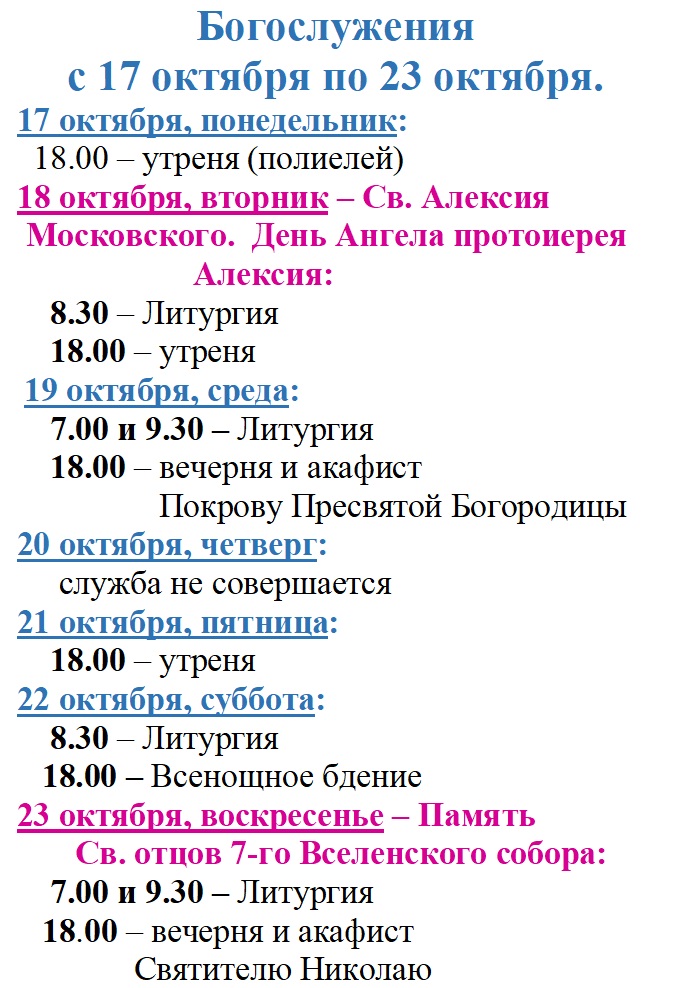 Богослужения
с 17 октября по 23 октября.
17 октября, понедельник:
18.00 – утреня (полиелей)
18 октября, вторник – Св. Алексия
Московского. День Ангела протоиерея
Алексия:
8.30 – Литургия
18.00 – утреня
19 октября, среда:
7.00 и 9.30 – Литургия
18.00 – вечерня и акафист
Покрову Пресвятой Богородицы
20 октября, четверг:
служба не совершается
21 октября, пятница:
18.00 – утреня
22 октября, суббота:
8.30 – Литургия
18.00 – Всенощное бдение
23 октября, воскресенье – Память
Св. отцов 7-го Вселенского собора:
7.00 и 9.30 – Литургия
18.00 – вечерня и акафист
Святителю Николаю